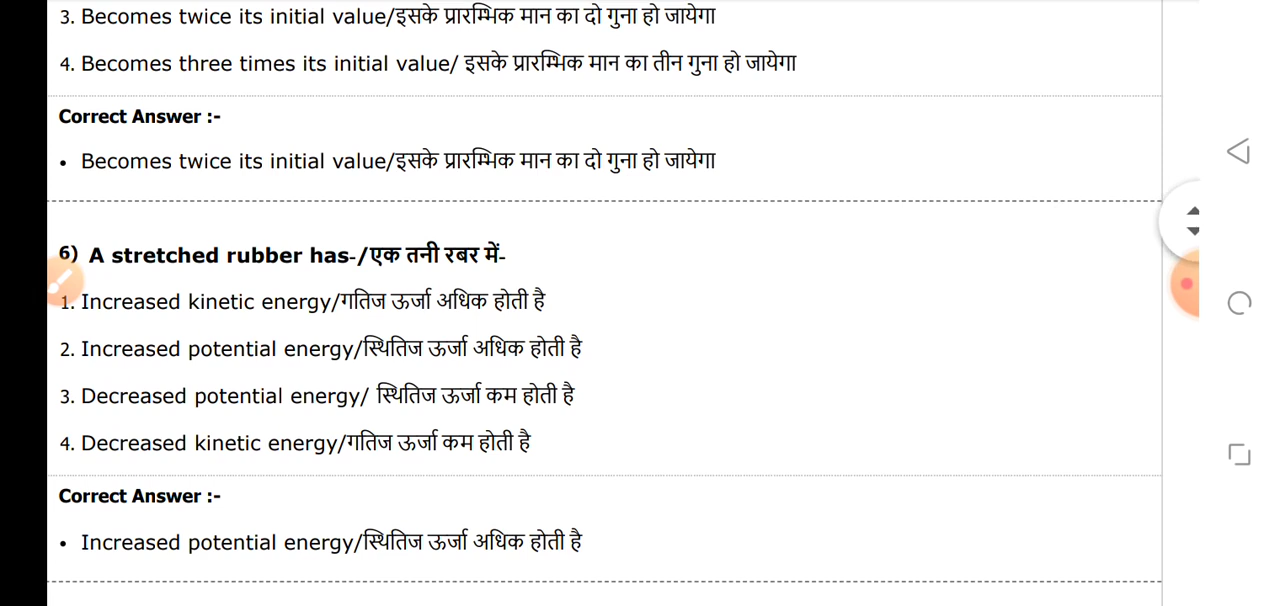 3. Becomes twice its initial value/इसके प्रारम्भिक मान का दो गुना हो जायेगा
4. Becomes three times its initial value/ इसके प्रारम्भिक मान का तीन गुना हो जायेगा
Correct Answer :-
• Becomes twice its initial value/इसके प्रारम्भिक मान का दो गुना हो जायेगा
6) A stretched rubber has-/एक तनी रबर में-
1. Increased kinetic energy/गतिज ऊर्जा अधिक होती है
2. Increased potential energy/स्थितिज ऊर्जा अधिक होती है
3. Decreased potential energy/ स्थितिज ऊर्जा कम होती है
4. Decreased kinetic energy/गतिज ऊर्जा कम होती है
Correct Answer :-
• Increased potential energy/स्थितिज ऊर्जा अधिक होती है